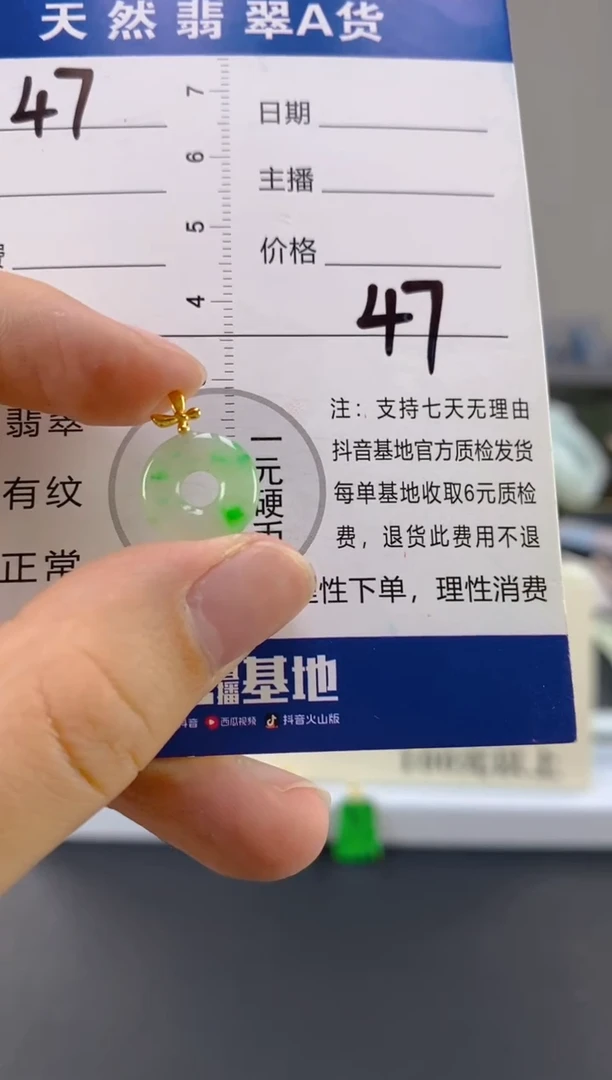 天然翡翠A货
47
7
日期
6
主播
5
价格
4
47
注：支持七天无理由
抖音基地官方质检发货
每单基地收取6元质检
费，退货此费用不退
性下单，理性消费
翡翠
有纹
正常
一元硬币
播基地
抖音 西瓜视频 抖音火山版